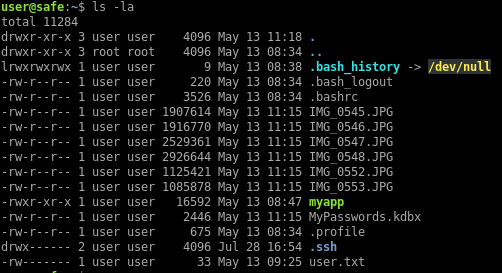 user@safe:~$ ls -la
total 11284
drwxr-xr-x 3 user user    4096 May 13 11:18 .
drwxr-xr-x 3 root root    4096 May 13 08:34 ..
lrwxrwxrwx 1 user user       9 May 13 08:38 .bash_history -> /dev/null
-rw-r--r-- 1 user user     220 May 13 08:34 .bash_logout
-rw-r--r-- 1 user user    3526 May 13 08:34 .bashrc
-rw-r--r-- 1 user user 1907614 May 13 11:15 IMG_0545.JPG
-rw-r--r-- 1 user user 1916770 May 13 11:15 IMG_0546.JPG
-rw-r--r-- 1 user user 2529361 May 13 11:15 IMG_0547.JPG
-rw-r--r-- 1 user user 2926644 May 13 11:15 IMG_0548.JPG
-rw-r--r-- 1 user user 1125421 May 13 11:15 IMG_0552.JPG
-rw-r--r-- 1 user user 1085878 May 13 11:15 IMG_0553.JPG
-rwxr-xr-x 1 user user   16592 May 13 08:47 myapp
-rw-r--r-- 1 user user    2446 May 13 11:15 MyPasswords.kdbx
-rw-r--r-- 1 user user     675 May 13 08:34 .profile
drwx------ 2 user user    4096 Jul 28 16:54 .ssh
-rw------- 1 user user      33 May 13 09:25 user.txt